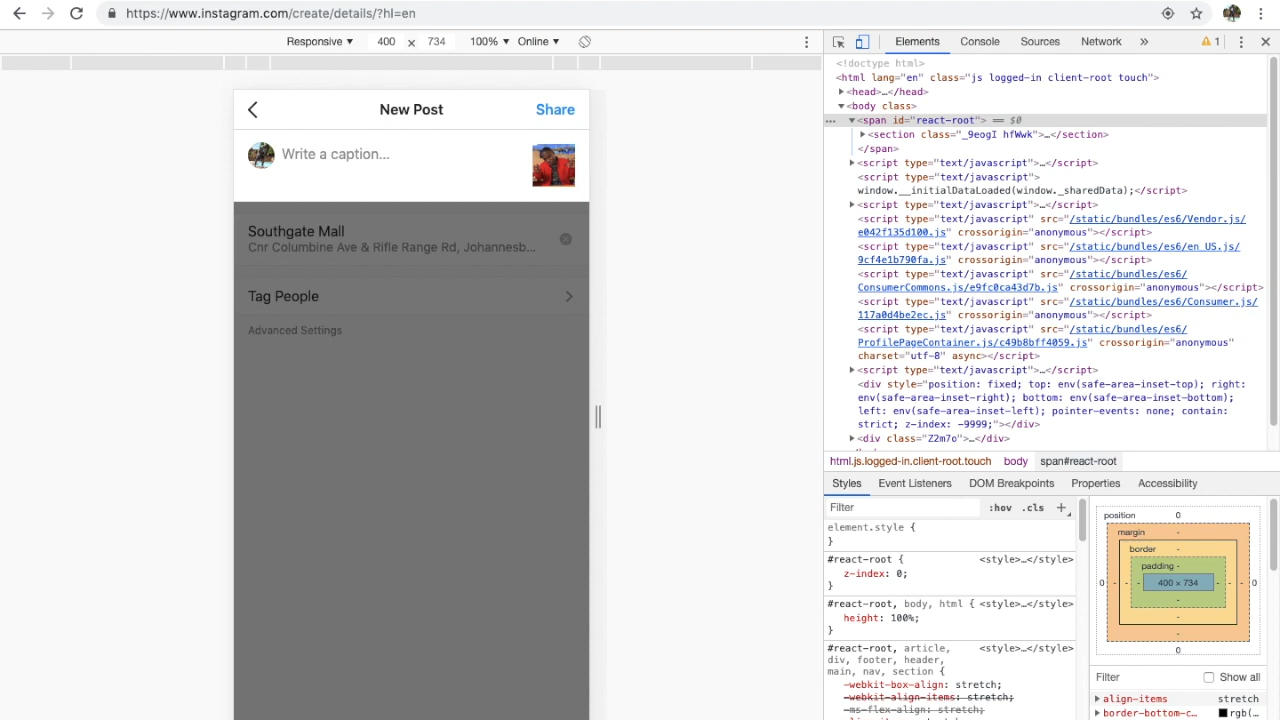 https://www.instagram.com/create/details/?hl=en
Responsive ▼ 400 x 734 100% ▼ Online ▼
Elements Console Sources Network » 1
New Post
Share
Write a caption...
Southgate Mall
Cnr Columbine Ave & Rifle Range Rd, Johannesb...
Tag People
Advanced Settings
<!doctype html>
<html lang="en" class="js logged-in client-root touch">
<head>…</head>
<body class>
<span id="react-root"> == $0
<section class="_9eogI hfWwk">…</section>
</span>
<script type="text/javascript">…</script>
<script type="text/javascript">
window.__initialDataLoaded(window._sharedData);</script>
<script type="text/javascript">…</script>
<script type="text/javascript" src="/static/bundles/es6/Vendor.js/
e042f135d100.js" crossorigin="anonymous"></script>
<script type="text/javascript" src="/static/bundles/es6/en_US.js/
9cf4e1b790fa.js" crossorigin="anonymous"></script>
<script type="text/javascript" src="/static/bundles/es6/
ConsumerCommons.js/e9fc0ca43d7b.js" crossorigin="anonymous"></script>
<script type="text/javascript" src="/static/bundles/es6/Consumer.js/
117a0d4be2ec.js" crossorigin="anonymous"></script>
<script type="text/javascript" src="/static/bundles/es6/
ProfilePageContainer.js/c49b8bff4059.js" crossorigin="anonymous"
charset="utf-8" async></script>
<script type="text/javascript">…</script>
<div style="position: fixed; top: env(safe-area-inset-top); right:
env(safe-area-inset-right); bottom: env(safe-area-inset-bottom);
left: env(safe-area-inset-left); pointer-events: none; contain:
strict; z-index: -9999;"></div>
<div class="Z2m7o">…</div>
html.js.logged-in.client-root.touch body span#react-root
Styles Event Listeners DOM Breakpoints Properties Accessibility
Filter :hov .cls +
element.style {
}
#react-root { <style>…</style>
z-index: 0;
}
#react-root, body, html { <style>…</style>
height: 100%;
}
#react-root, article, <style>…</style>
div, footer, header,
main, nav, section {
-webkit-box-align: stretch;
-webkit-align-items: stretch;
-ms-flex-align: stretch;
position 0
margin -
border -
padding -
0 - - - 400 × 734 - - - 0
-
-
-
0
Filter Show all
align-items stretch
border-bottom-c… rgb(…